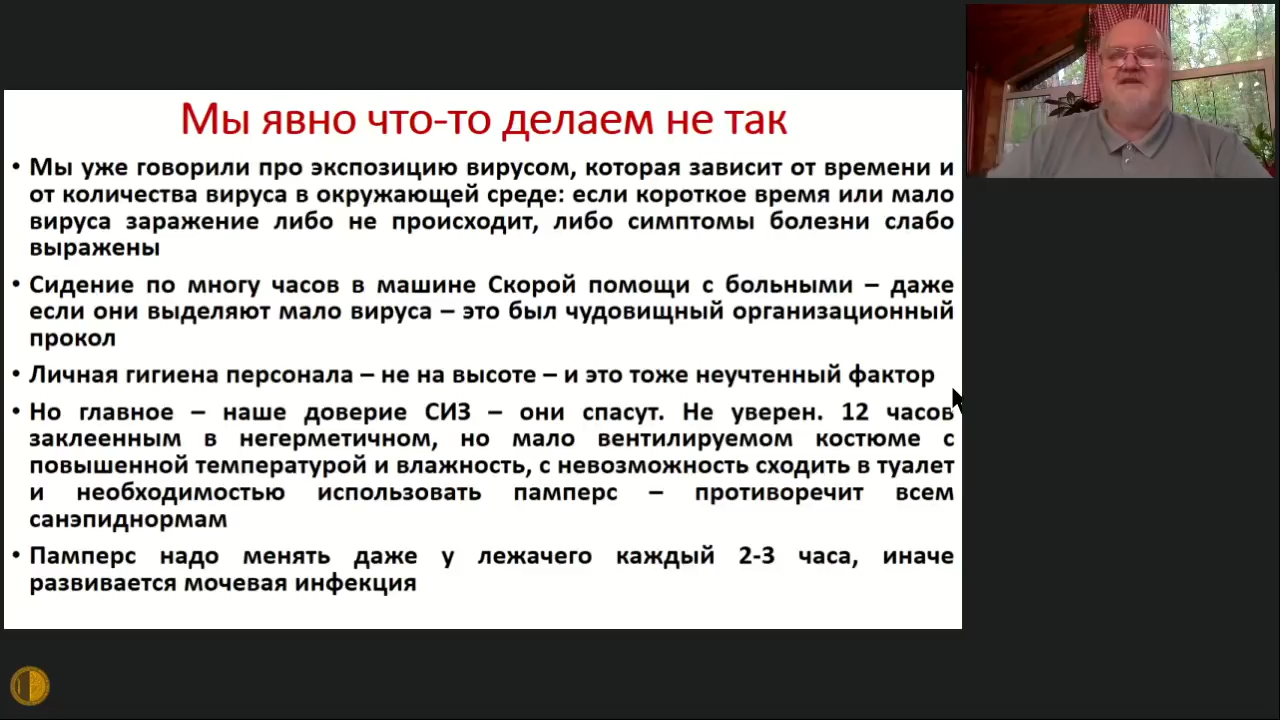 Мы явно что-то делаем не так
• Мы уже говорили про экспозицию вирусом, которая зависит от времени и
от количества вируса в окружающей среде: если короткое время или мало
вируса заражение либо не происходит, либо симптомы болезни слабо
выражены
• Сидение по многу часов в машине Скорой помощи с больными – даже
если они выделяют мало вируса – это был чудовищный организационный
прокол
• Личная гигиена персонала – не на высоте – и это тоже неучтенный фактор
• Но главное – наше доверие СИЗ – они спасут. Не уверен. 12 часов
заклеенным в негерметичном, но мало вентилируемом костюме с
повышенной температурой и влажность, с невозможность сходить в туалет
и необходимостью использовать памперс – противоречит всем
санэпиднормам
• Памперс надо менять даже у лежачего каждый 2-3 часа, иначе
развивается мочевая инфекция